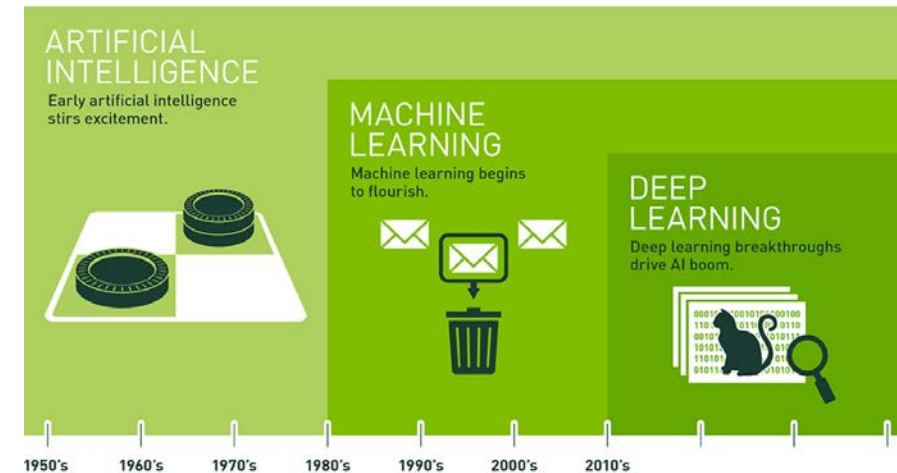 ARTIFICIAL
INTELLIGENCE
Early artificial intelligence
stirs excitement.
MACHINE
LEARNING
Machine learning begins
to flourish.
DEEP
LEARNING
Deep learning breakthroughs
drive AI boom.
1950's 1960's 1970's 1980's 1990's 2000's 2010's